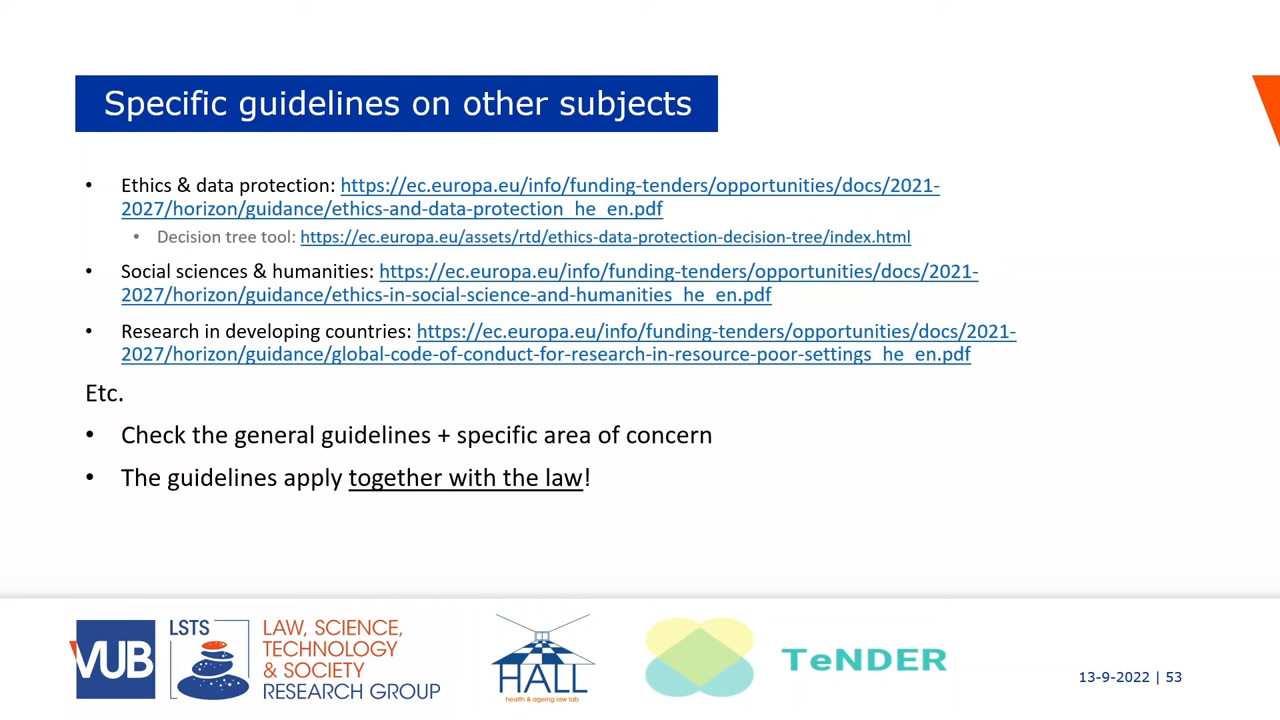 Specific guidelines on other subjects
• Ethics & data protection: https://ec.europa.eu/info/funding-tenders/opportunities/docs/2021-
2027/horizon/guidance/ethics-and-data-protection_he_en.pdf
• Decision tree tool: https://ec.europa.eu/assets/rtd/ethics-data-protection-decision-tree/index.html
• Social sciences & humanities: https://ec.europa.eu/info/funding-tenders/opportunities/docs/2021-
2027/horizon/guidance/ethics-in-social-science-and-humanities_he_en.pdf
• Research in developing countries: https://ec.europa.eu/info/funding-tenders/opportunities/docs/2021-
2027/horizon/guidance/global-code-of-conduct-for-research-in-resource-poor-settings_he_en.pdf
Etc.
• Check the general guidelines + specific area of concern
• The guidelines apply together with the law!
VUB
LSTS
LAW, SCIENCE,
TECHNOLOGY
& SOCIETY
RESEARCH GROUP
HALL
health & ageing law lab
TeNDER
13-9-2022 | 53